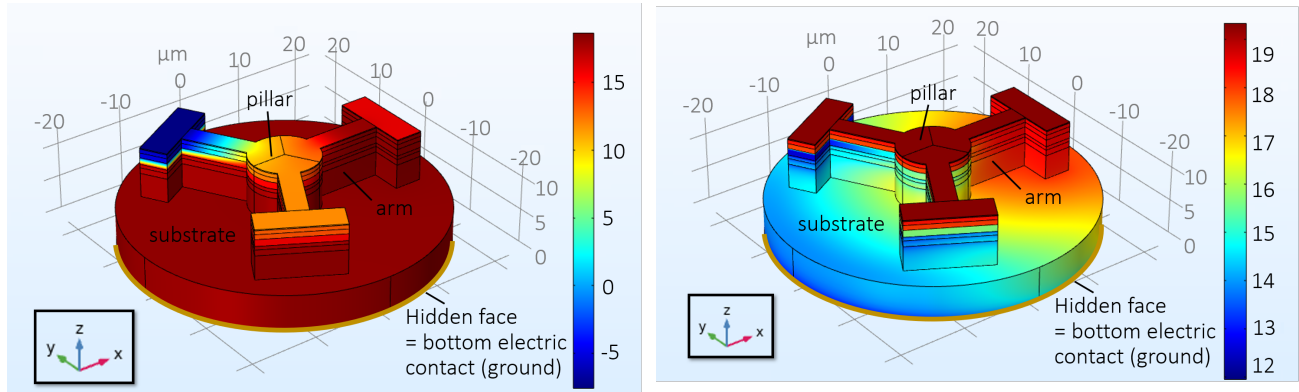 μm
20
20
10
10
0
0
-10
-10
-20
-20
10
5
0
pillar
arm
substrate
15
10
5
0
-5
z
y
x
Hidden face
= bottom electric
contact (ground)
μm
20
20
10
10
0
0
-10
-10
-20
-20
10
5
0
pillar
arm
substrate
19
18
17
16
15
14
13
12
z
y
x
Hidden face
= bottom electric
contact (ground)